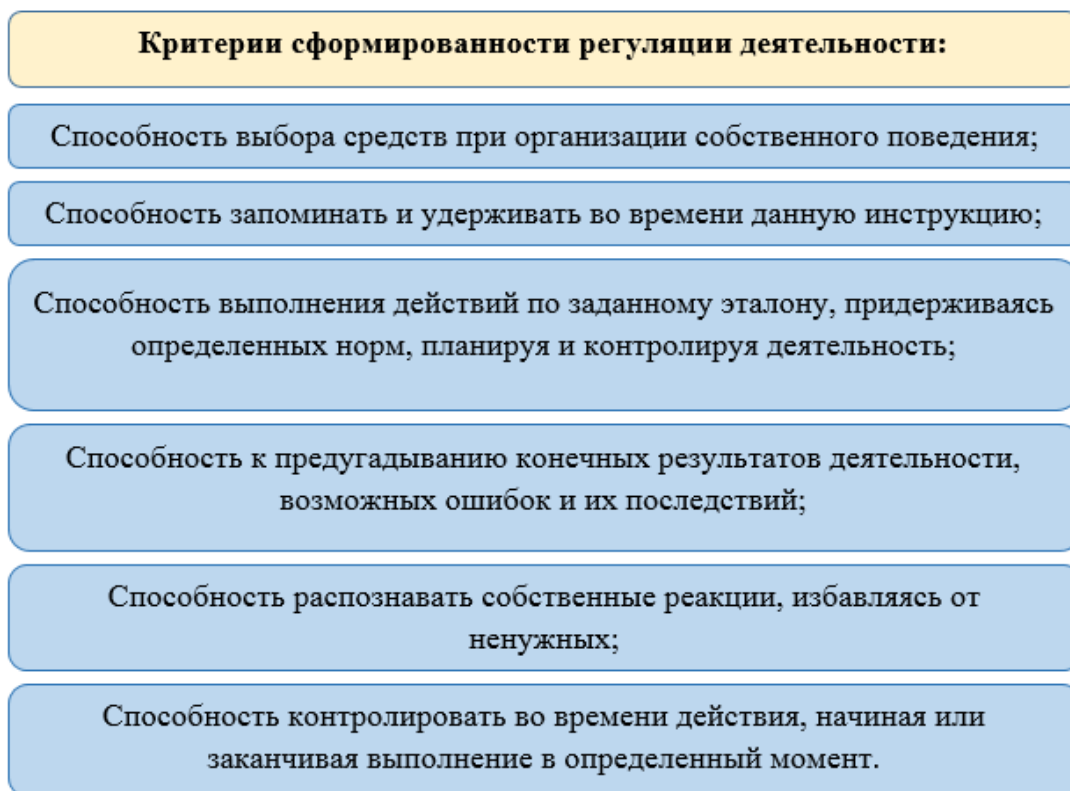 Критерии сформированности регуляции деятельности:
Способность выбора средств при организации собственного поведения;
Способность запоминать и удерживать во времени данную инструкцию;
Способность выполнения действий по заданному эталону, придерживаясь
определенных норм, планируя и контролируя деятельность;
Способность к предугадыванию конечных результатов деятельности,
возможных ошибок и их последствий;
Способность распознавать собственные реакции, избавляясь от
ненужных;
Способность контролировать во времени действия, начиная или
заканчивая выполнение в определенный момент.